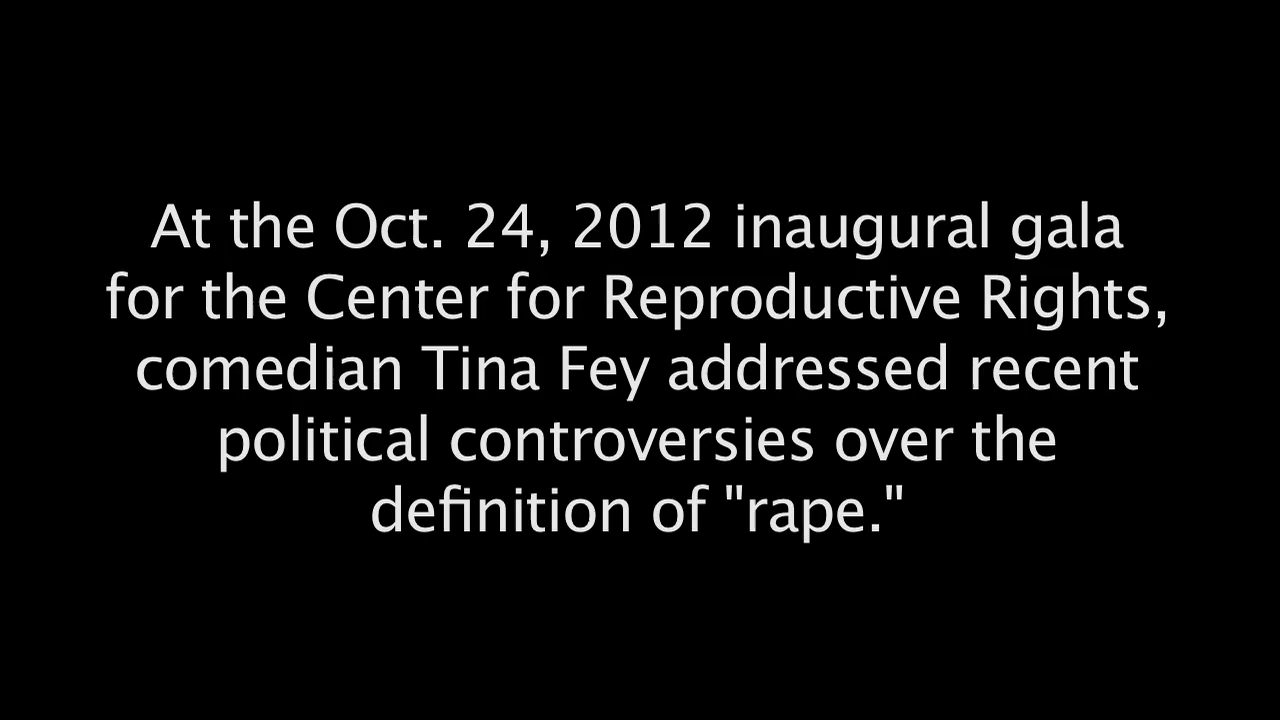 At the Oct. 24, 2012 inaugural gala
for the Center for Reproductive Rights,
comedian Tina Fey addressed recent
political controversies over the
definition of "rape."